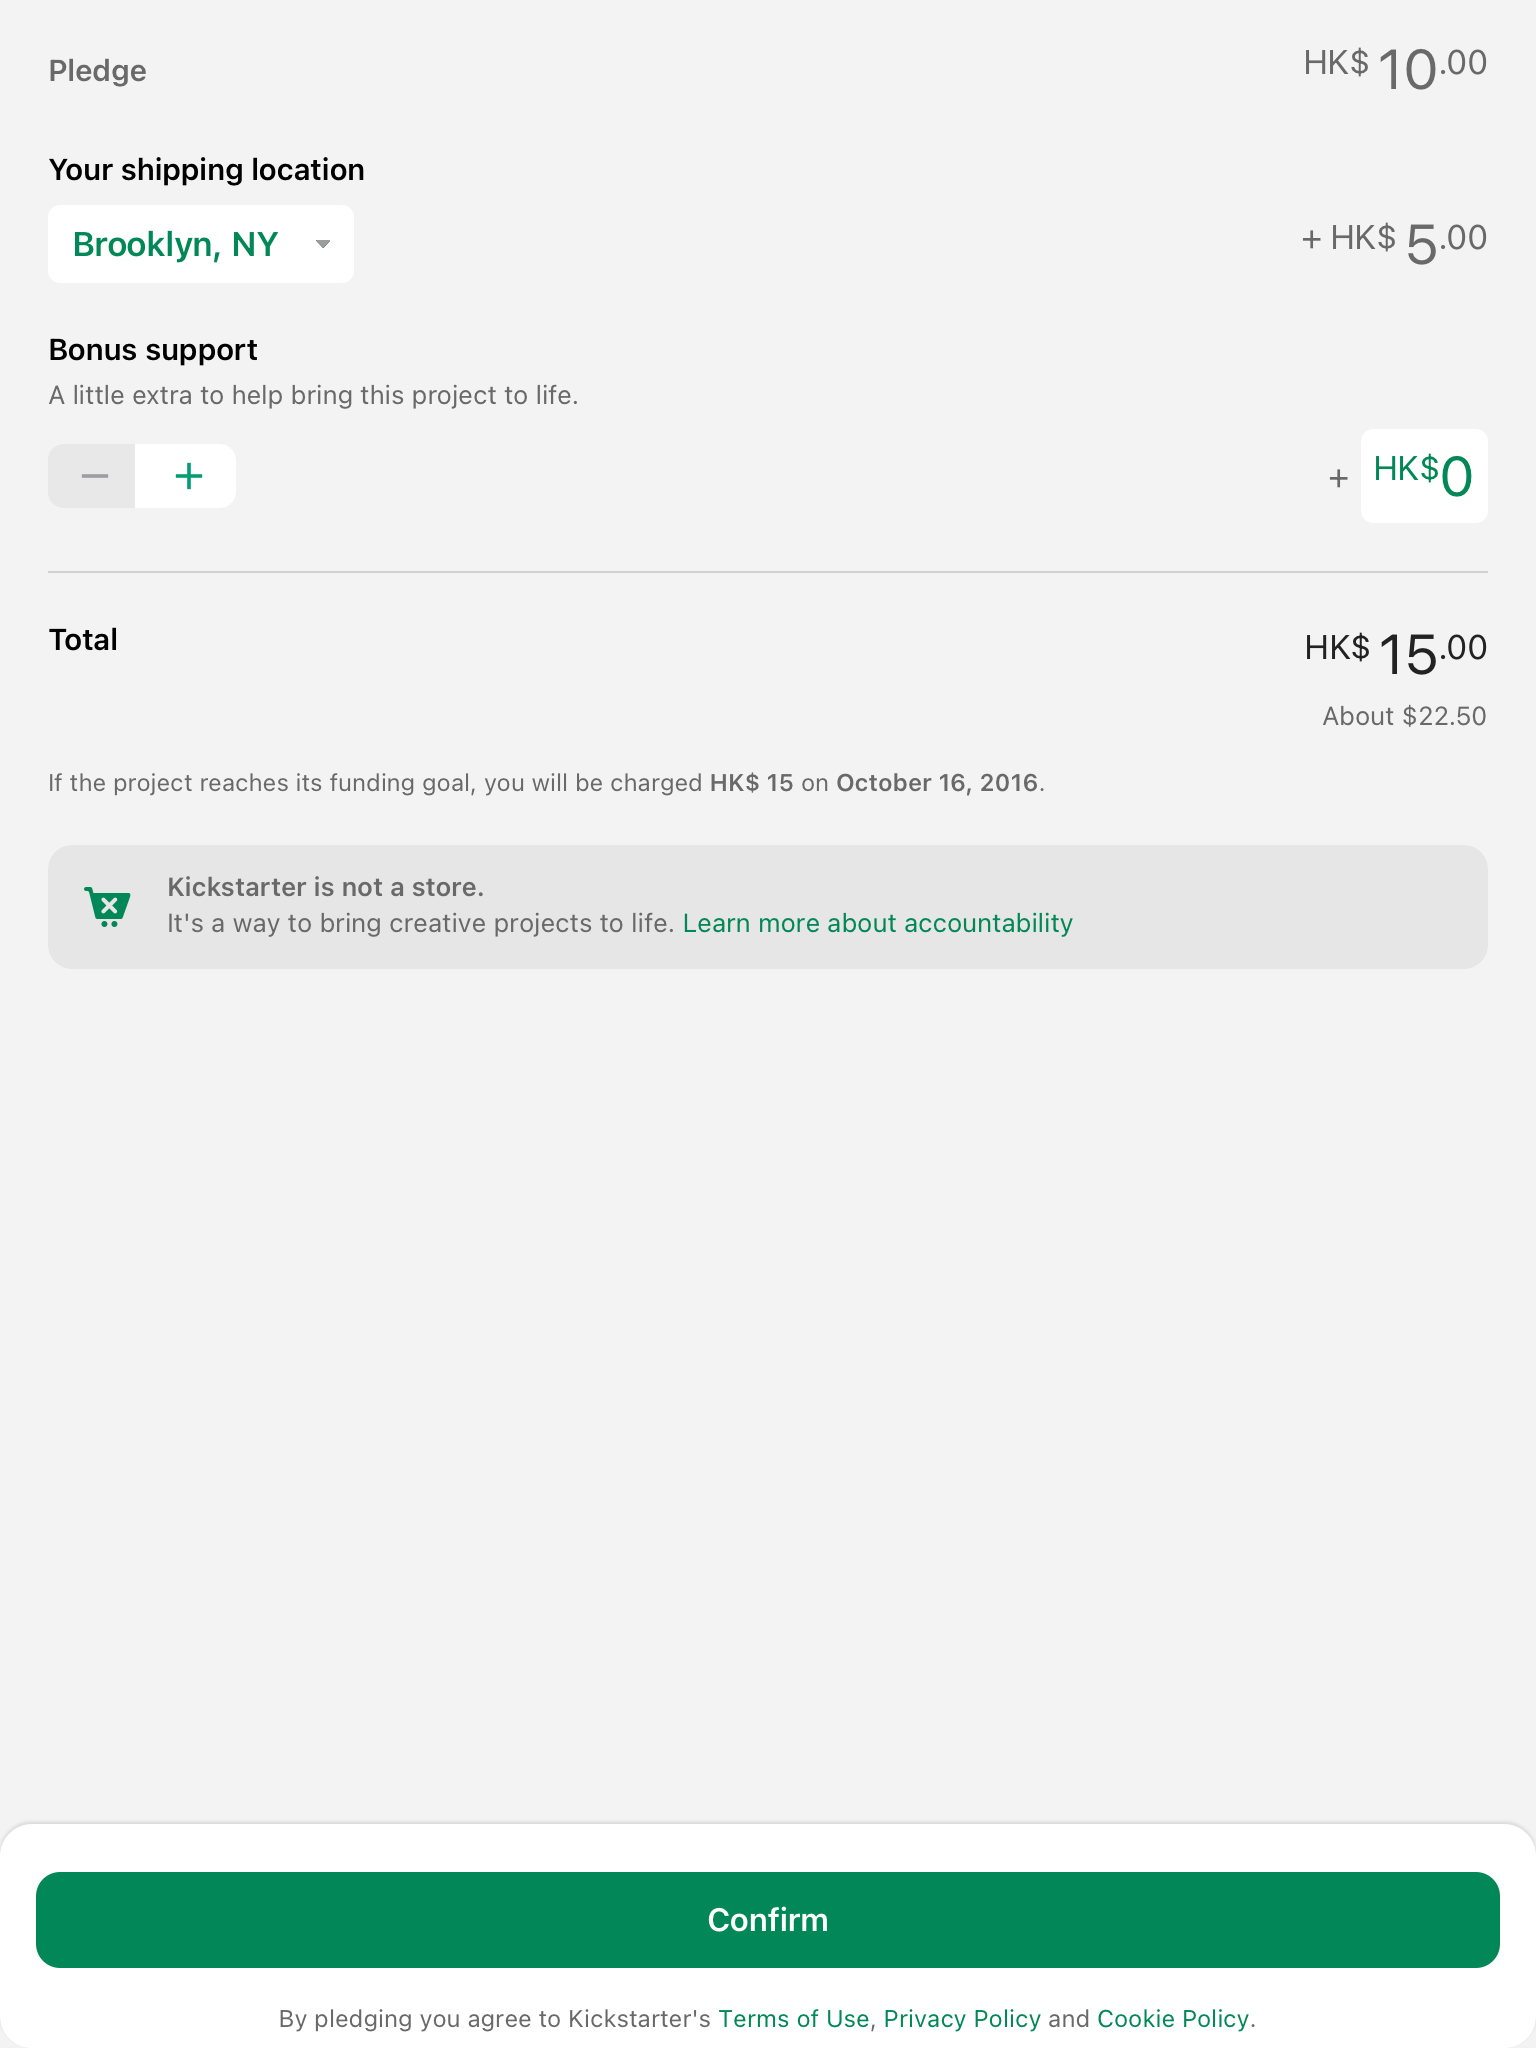 Pledge HK$ 10.00
Your shipping location
Brooklyn, NY + HK$ 5.00
Bonus support
A little extra to help bring this project to life.
− + + HK$0
Total HK$ 15.00
About $22.50
If the project reaches its funding goal, you will be charged HK$ 15 on October 16, 2016.
Kickstarter is not a store.
It's a way to bring creative projects to life. Learn more about accountability
Confirm
By pledging you agree to Kickstarter's Terms of Use, Privacy Policy and Cookie Policy.